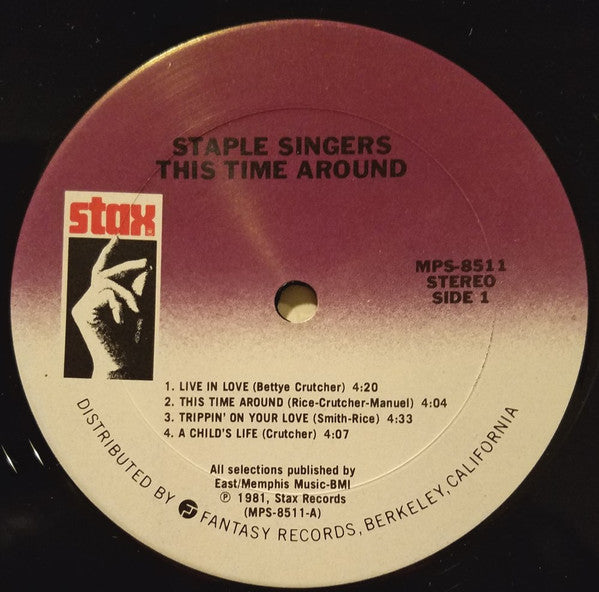 STAPLE SINGERS
THIS TIME AROUND
stax
MPS-8511
STEREO
SIDE 1
1. LIVE IN LOVE (Bettye Crutcher) 4:20
2. THIS TIME AROUND (Rice-Crutcher-Manuel) 4:04
3. TRIPPIN' ON YOUR LOVE (Smith-Rice) 4:33
4. A CHILD'S LIFE (Crutcher) 4:07
All selections published by
East/Memphis Music-BMI
℗ 1981, Stax Records
(MPS-8511-A)
DISTRIBUTED BY FANTASY RECORDS, BERKELEY, CALIFORNIA